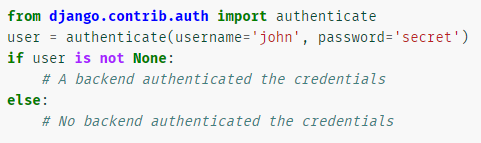 from django.contrib.auth import authenticate
user = authenticate(username='john', password='secret')
if user is not None:
    # A backend authenticated the credentials
else:
    # No backend authenticated the credentials